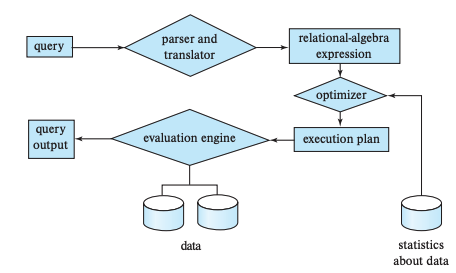 query
parser and
translator
relational-algebra
expression
optimizer
query
output
evaluation engine
execution plan
data
statistics
about data